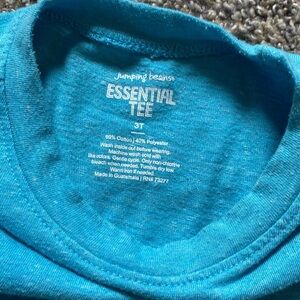 jumping beans®
ESSENTIAL
TEE
3T
60% Cotton | 40% Polyester
Wash inside out before wearing.
Machine wash cold with
like colors. Gentle cycle. Only non-chlorine
bleach when needed. Tumble dry low.
Warm iron if needed.
Made in Guatemala | RN# 73277